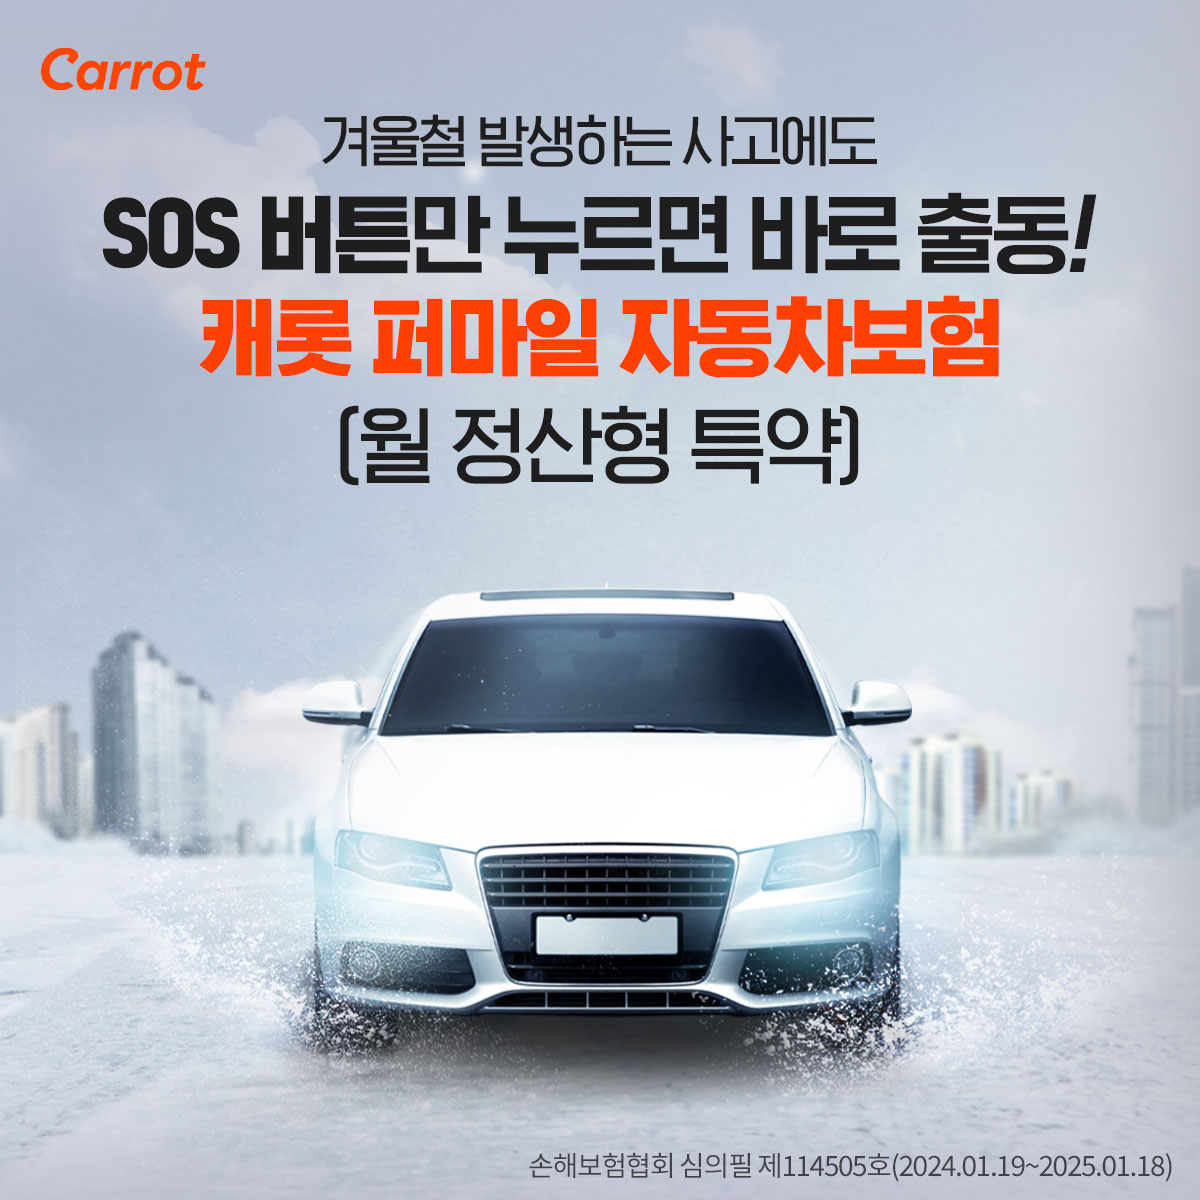 Carrot
겨울철 발생하는 사고에도
SOS 버튼만 누르면 바로 출동!
캐롯 퍼마일 자동차보험
(월 정산형 특약)
손해보험협회 심의필 제114505호(2024.01.19~2025.01.18)